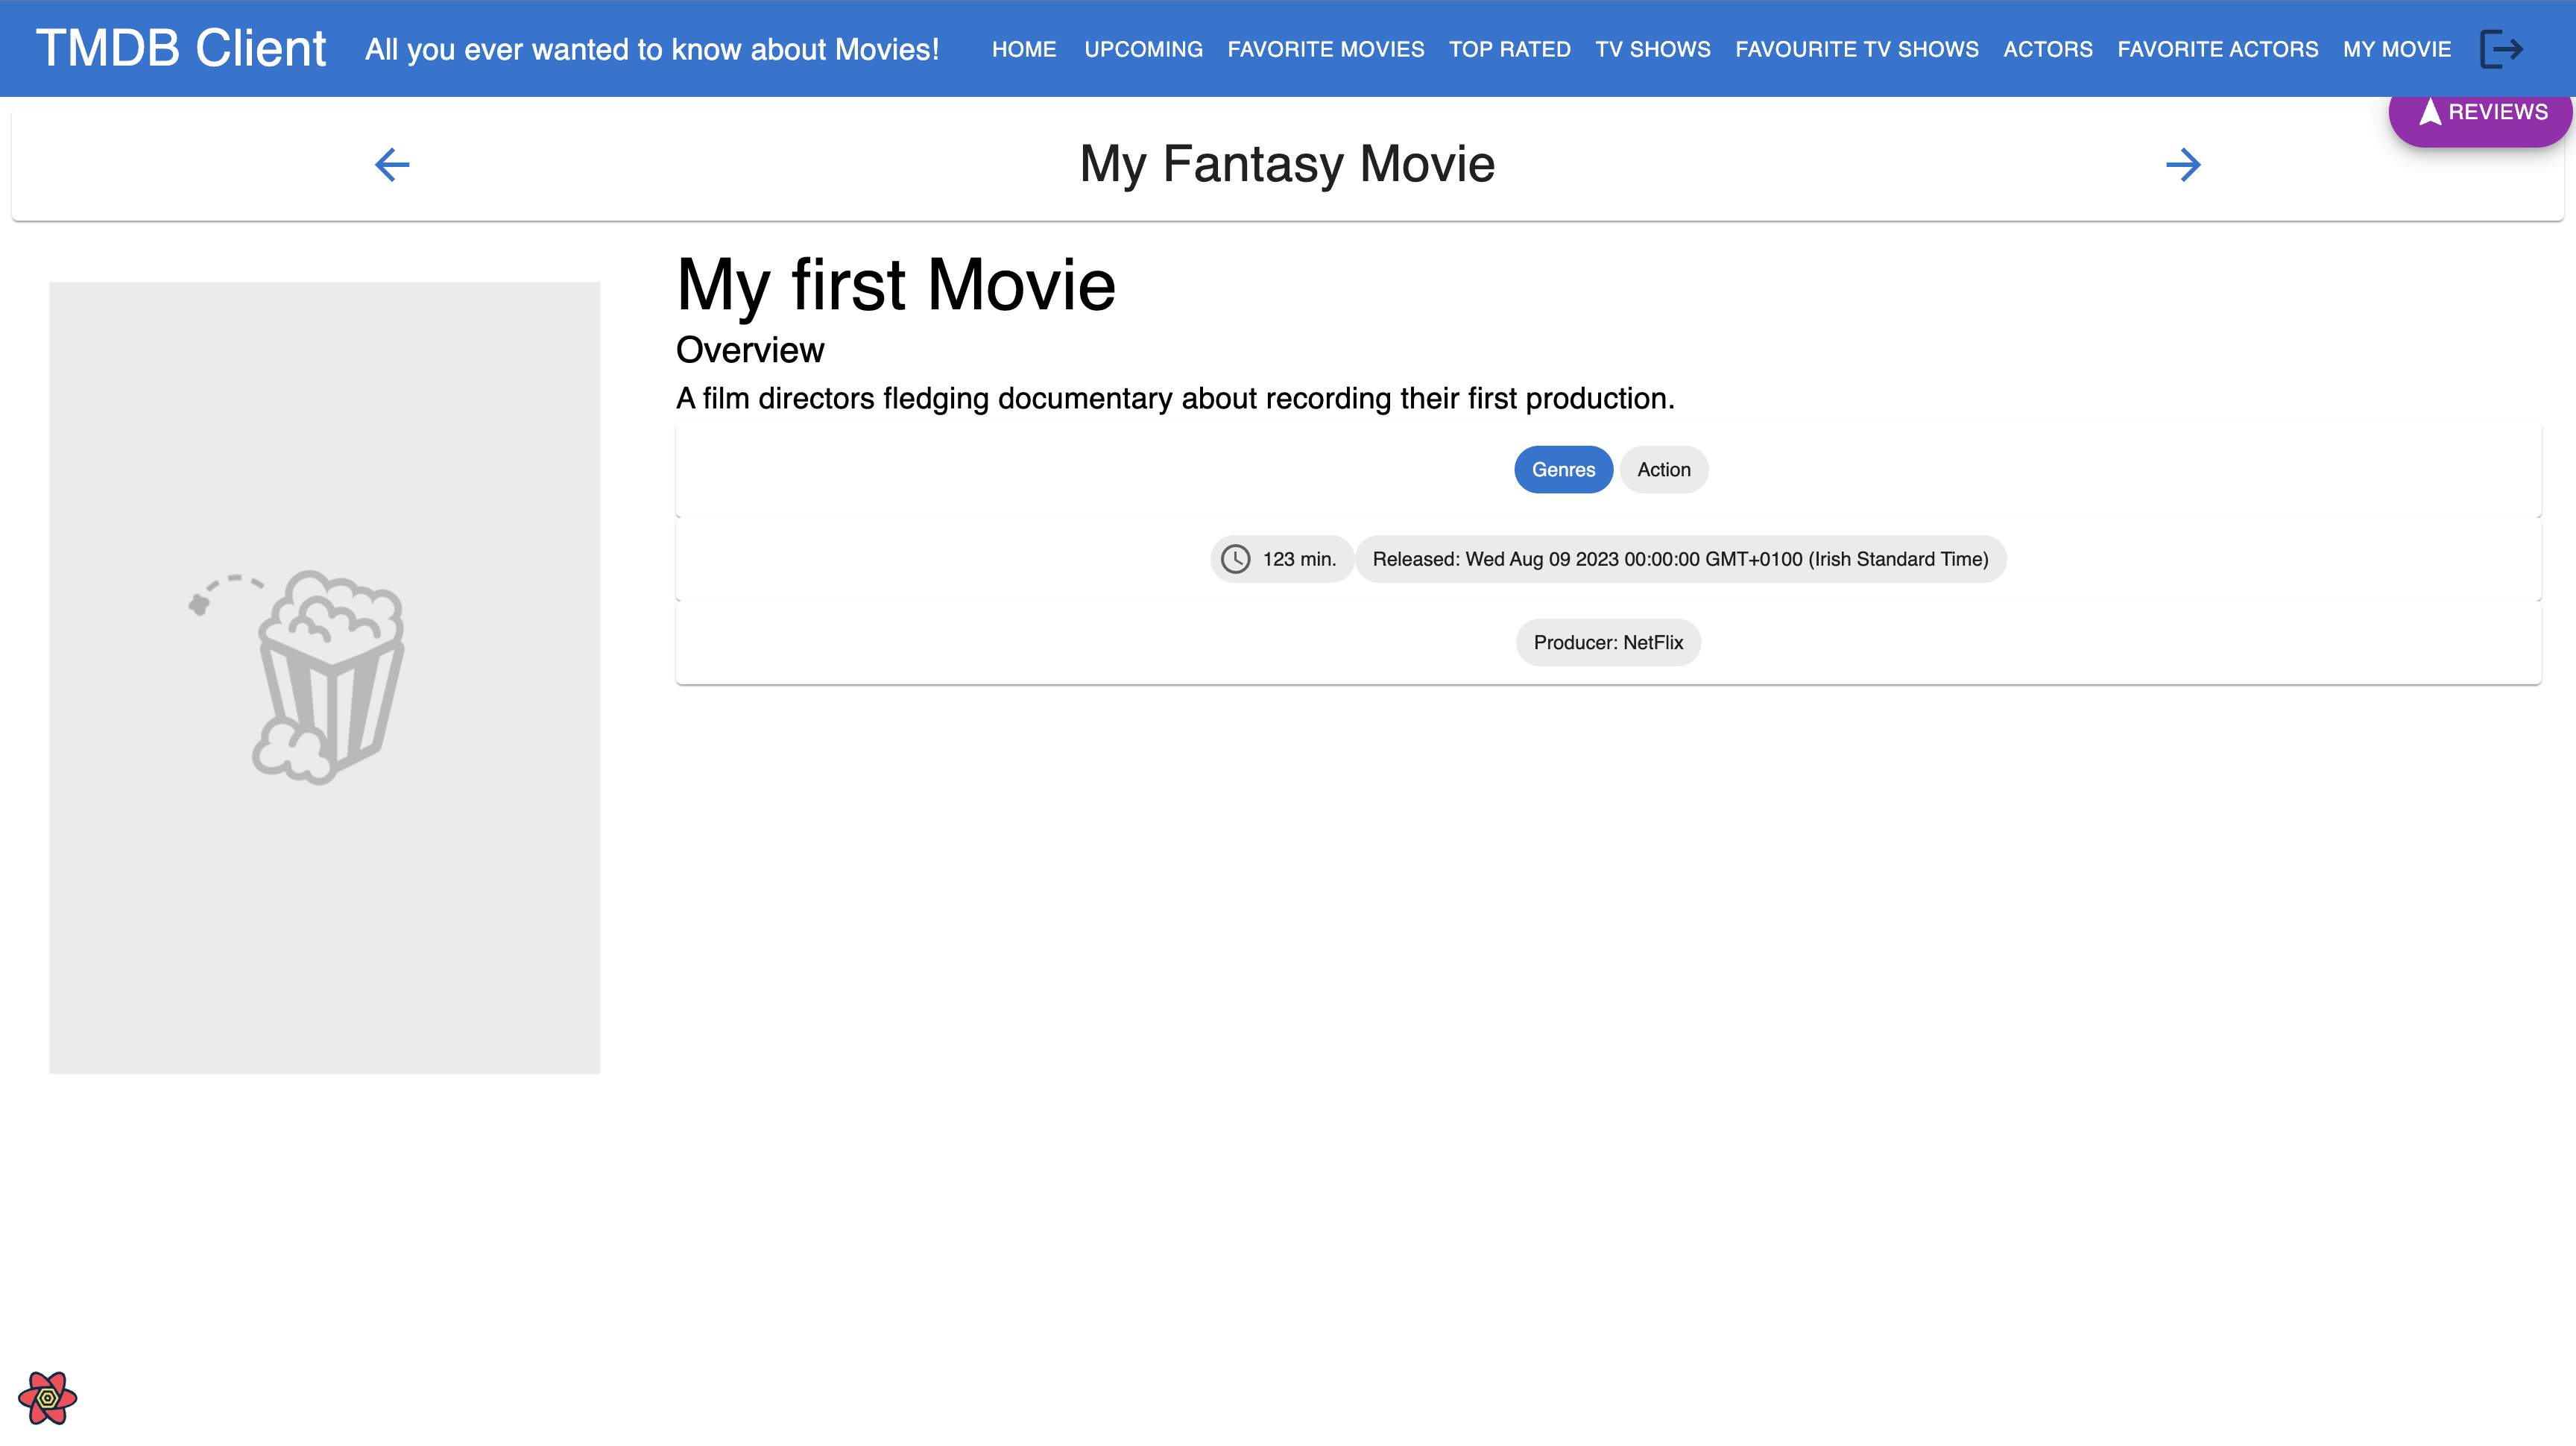 TMDB Client All you ever wanted to know about Movies! HOME UPCOMING FAVORITE MOVIES TOP RATED TV SHOWS FAVOURITE TV SHOWS ACTORS FAVORITE ACTORS MY MOVIE
REVIEWS
My Fantasy Movie
My first Movie
Overview
A film directors fledging documentary about recording their first production.
Genres Action
123 min. Released: Wed Aug 09 2023 00:00:00 GMT+0100 (Irish Standard Time)
Producer: NetFlix